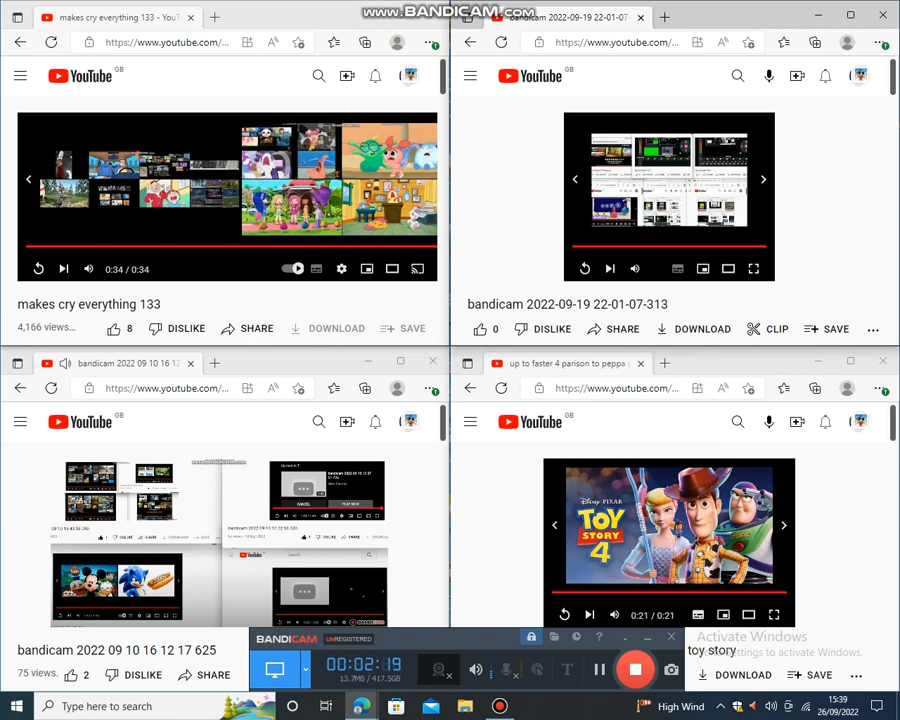 makes cry everything 133 - YouT
www.BANDICAM.com
bandicam 2022-09-19 22-01-07
https://www.youtube.com/...
https://www.youtube.com/...
YouTube GB
YouTube GB
0:34 / 0:34
makes cry everything 133
4,166 views...
8
DISLIKE
SHARE
DOWNLOAD
SAVE
bandicam 2022-09-19 22-01-07-313
0
DISLIKE
SHARE
DOWNLOAD
CLIP
SAVE
bandicam 2022 09 10 16 12
up to faster 4 parison to peppa
https://www.youtube.com/...
https://www.youtube.com/...
YouTube GB
YouTube GB
www.BANDICAM.com
CANCEL
PLAY NOW
DISNEY PIXAR
TOY
STORY
4
0:21 / 0:21
bandicam 2022 09 10 16 12 17 625
75 views...
2
DISLIKE
SHARE
BANDICAM UNREGISTERED
00:02:19
13.7MB / 417.5GB
Activate Windows
toy story
settings to activate Windows.
DOWNLOAD
SAVE
Type here to search
High Wind
15:39
26/09/2022